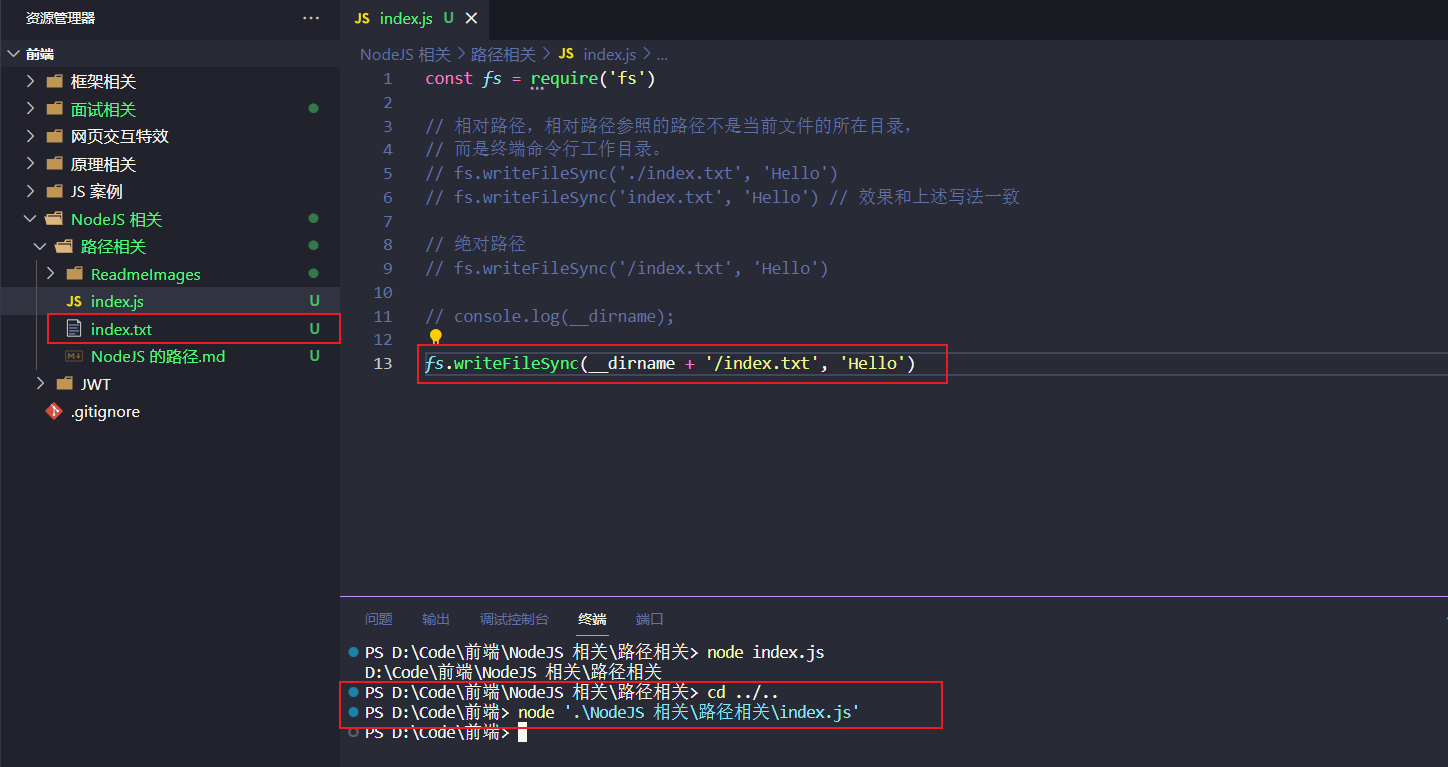 资源管理器
···
前端
框架相关
面试相关
网页交互特效
原理相关
JS 案例
NodeJS 相关
路径相关
ReadmeImages
JS index.js U
index.txt U
NodeJS 的路径.md U
JWT
.gitignore
JS index.js U ×
NodeJS 相关 > 路径相关 > JS index.js > ...
1 const fs = require('fs')
2
3 // 相对路径，相对路径参照的路径不是当前文件的所在目录，
4 // 而是终端命令行工作目录。
5 // fs.writeFileSync('./index.txt', 'Hello')
6 // fs.writeFileSync('index.txt', 'Hello') // 效果和上述写法一致
7
8 // 绝对路径
9 // fs.writeFileSync('/index.txt', 'Hello')
10
11 // console.log(__dirname);
12
13 fs.writeFileSync(__dirname + '/index.txt', 'Hello')
问题 输出 调试控制台 终端 端口
PS D:\Code\前端\NodeJS 相关\路径相关> node index.js
D:\Code\前端\NodeJS 相关\路径相关
PS D:\Code\前端\NodeJS 相关\路径相关> cd ../..
PS D:\Code\前端> node '.\NodeJS 相关\路径相关\index.js'
PS D:\Code\前端>